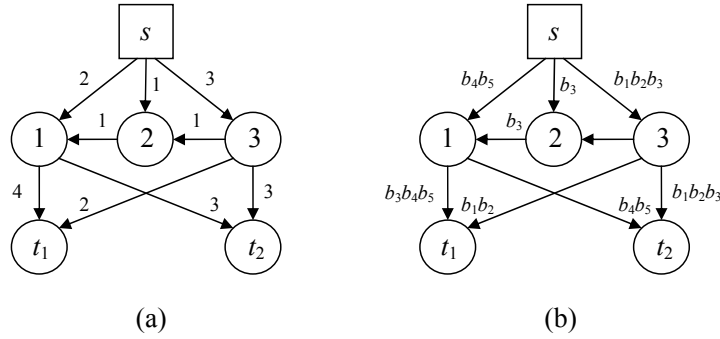 s s
2 1 3 b₄b₅ b₃ b₁b₂b₃
1 1 b₃
1 2 3 1 2 3
4 2 3 3 b₃b₄b₅ b₁b₂ b₄b₅ b₁b₂b₃
t₁ t₂ t₁ t₂
(a) (b)